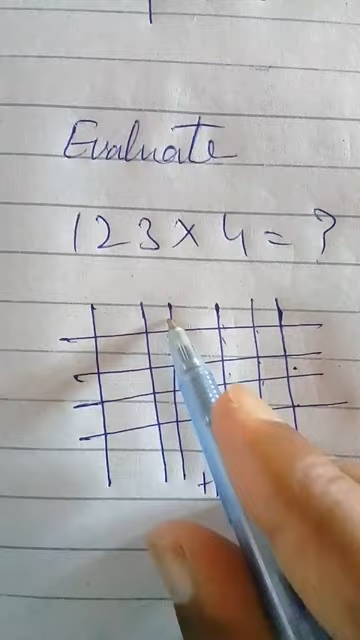 Evaluate
123 x 4 = ?